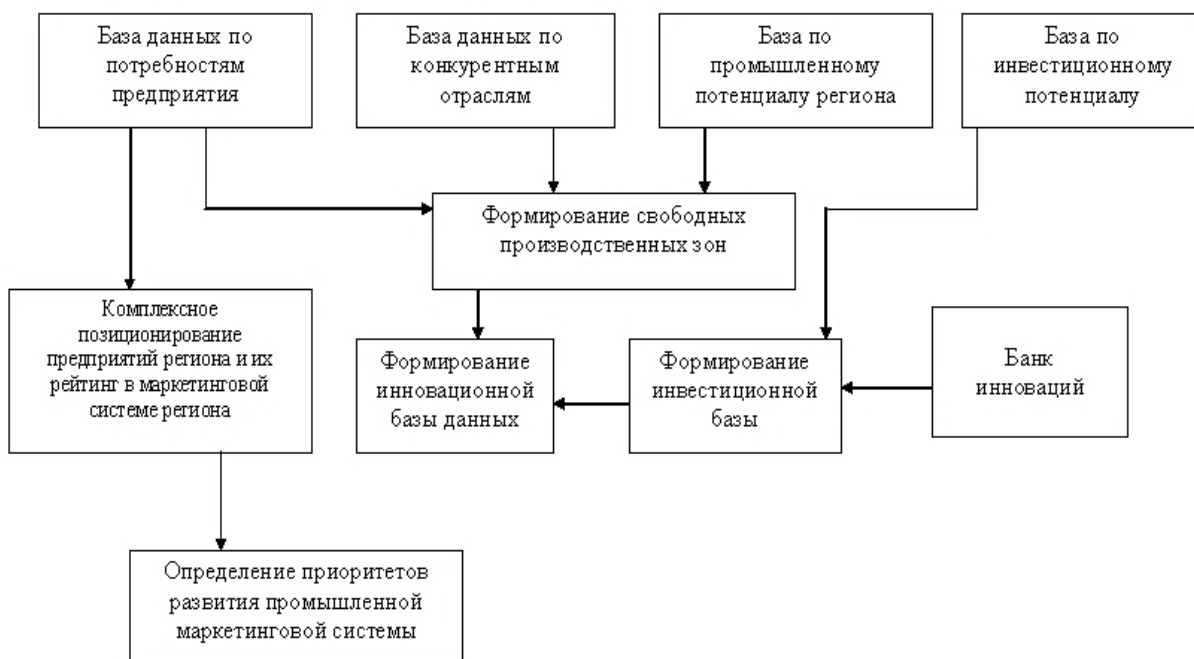 База данных по
потребностям
предприятия
База данных по
конкурентным
отраслям
База по
промышленному
потенциалу региона
База по
инвестиционному
потенциалу
Формирование свободных
производственных зон
Комплексное
позиционирование
предприятий региона и их
рейтинг в маркетинговой
системе региона
Формирование
инновационной
базы данных
Формирование
инвестиционной
базы
Банк
инноваций
Определение приоритетов
развития промышленной
маркетинговой системы